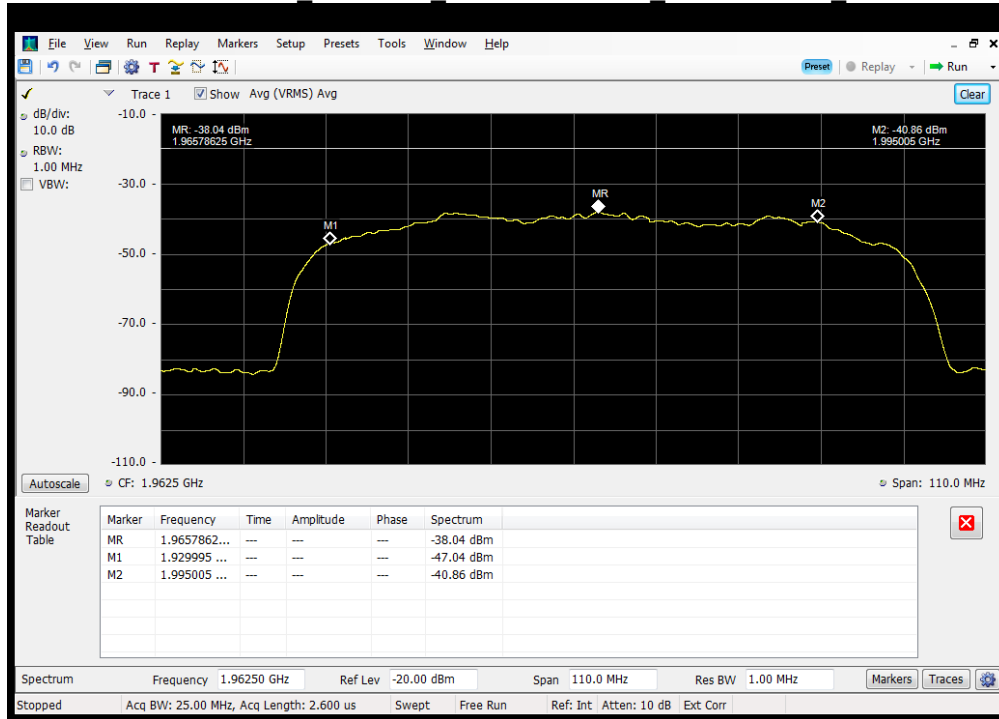 File View Run Replay Markers Setup Presets Tools Window Help
T Preset Replay Run
Trace 1 Show Avg (VRMS) Avg Clear
dB/div:
10.0 dB
RBW:
1.00 MHz
VBW:
-10.0
-30.0
-50.0
-70.0
-90.0
-110.0
MR: -38.04 dBm
1.96578625 GHz
M2: -40.86 dBm
1.995005 GHz
MR
M2
M1
Autoscale CF: 1.9625 GHz Span: 110.0 MHz
Marker
Readout
Table
Marker Frequency Time Amplitude Phase Spectrum
MR 1.9657862... --- --- --- -38.04 dBm
M1 1.929995 ... --- --- --- -47.04 dBm
M2 1.995005 ... --- --- --- -40.86 dBm
Spectrum Frequency 1.96250 GHz Ref Lev -20.00 dBm Span 110.0 MHz Res BW 1.00 MHz Markers Traces
Stopped Acq BW: 25.00 MHz, Acq Length: 2.600 us Swept Free Run Ref: Int Atten: 10 dB Ext Corr